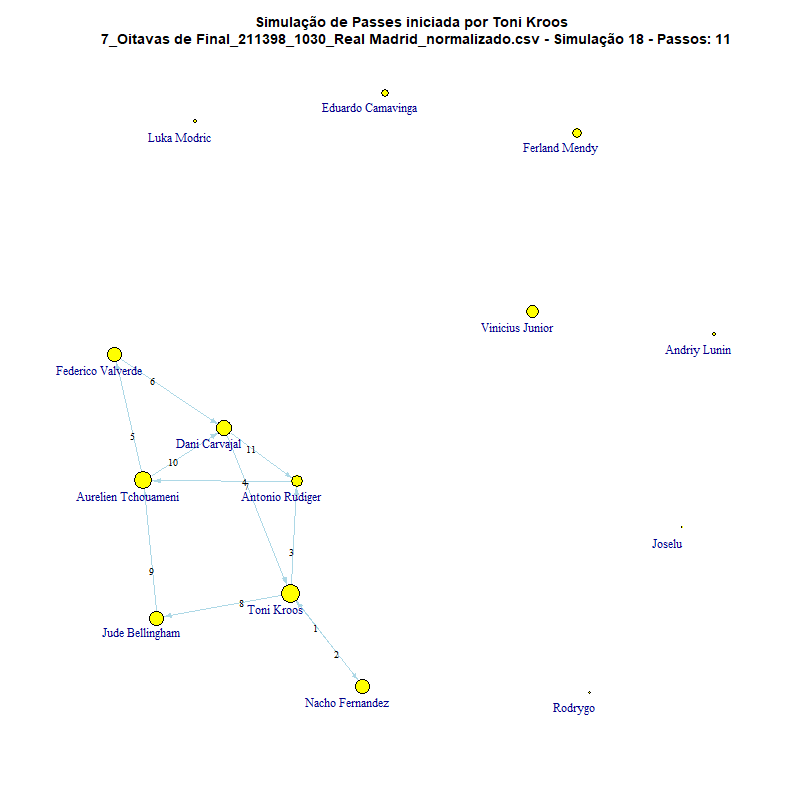 Simulação de Passes iniciada por Toni Kroos
7_Oitavas de Final_211398_1030_Real Madrid_normalizado.csv - Simulação 18 - Passos: 11
Eduardo Camavinga
Luka Modric
Ferland Mendy
Vinicius Junior
Andriy Lunin
Federico Valverde
6
5
Dani Carvajal
11
10
4
7
Aurelien Tchouameni
Antonio Rudiger
3
Joselu
9
8
Toni Kroos
1
Jude Bellingham
2
Nacho Fernandez
Rodrygo